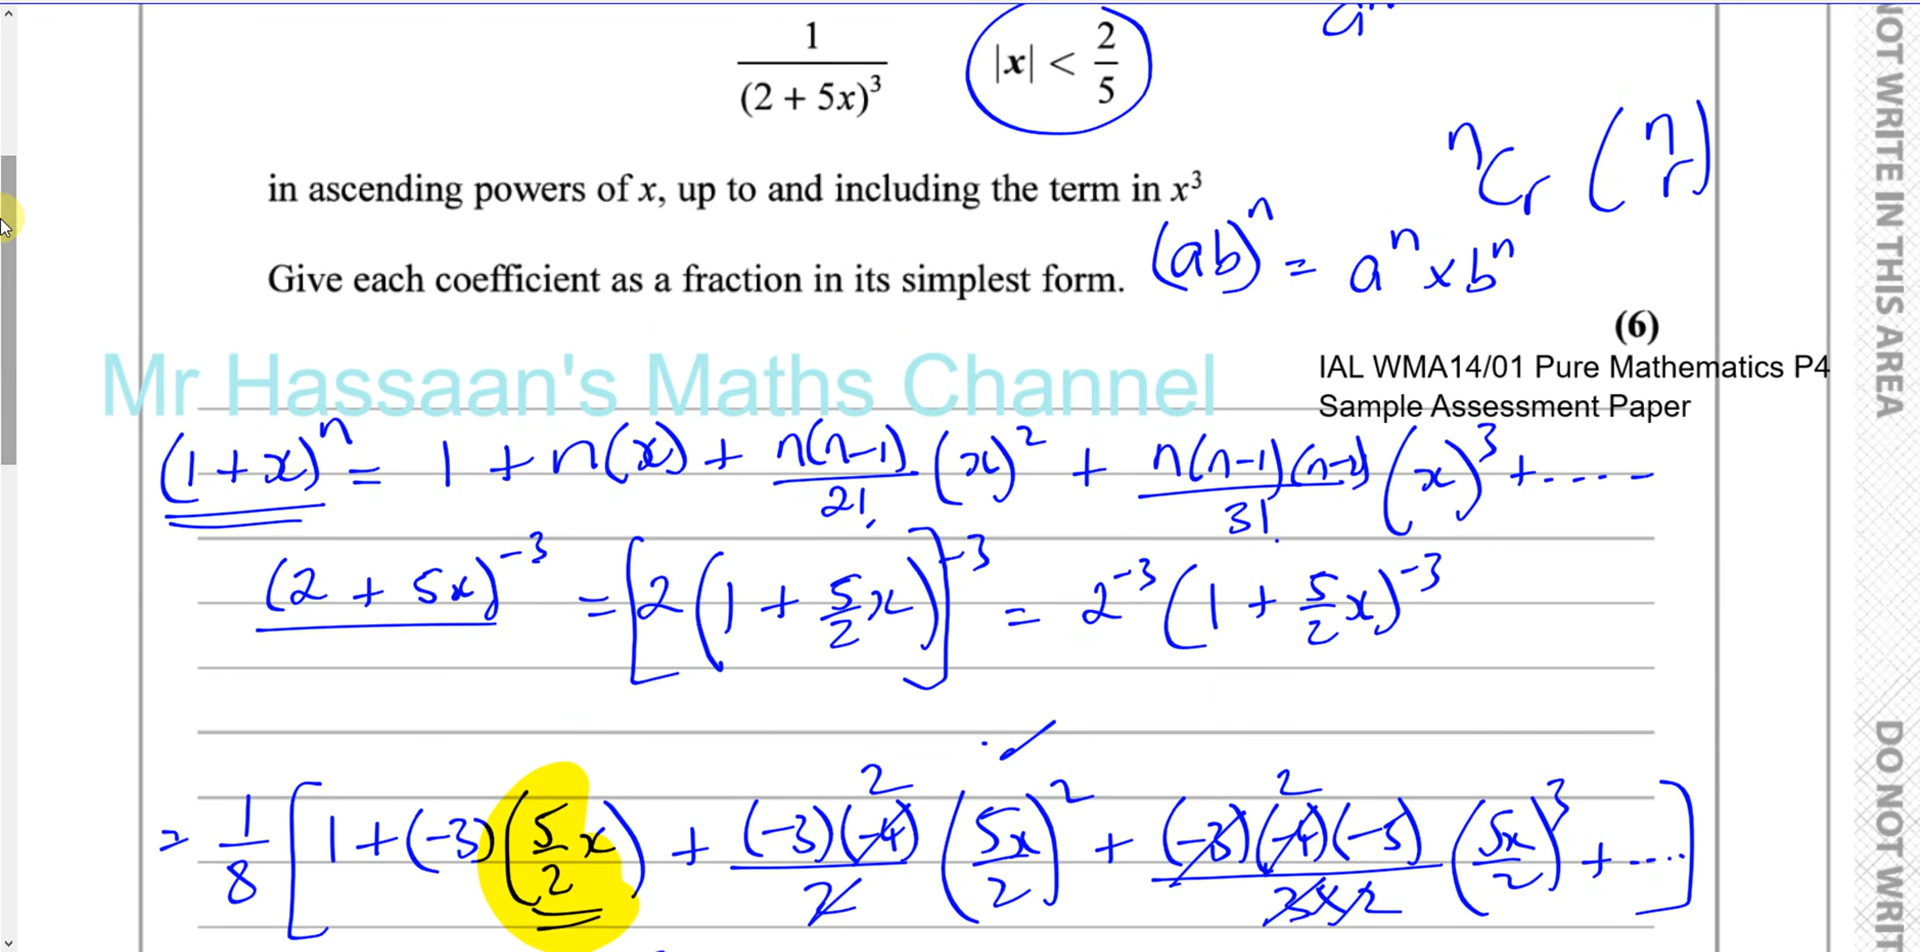 1/(2 + 5x)³   |x| < 2/5
ⁿCᵣ (n r)
in ascending powers of x, up to and including the term in x³
(ab)ⁿ = aⁿ × bⁿ
Give each coefficient as a fraction in its simplest form.
(6)
Mr Hassaan's Maths Channel
IAL WMA14/01 Pure Mathematics P4
Sample Assessment Paper
(1 + x)ⁿ = 1 + n(x) + n(n-1)/2! (x)² + n(n-1)(n-2)/3! (x)³ + ....
(2 + 5x)⁻³ = [2(1 + 5/2 x)]⁻³ = 2⁻³ (1 + 5/2 x)⁻³
= 1/8 [1 + (-3)(5/2 x) + (-3)(-4)/2 (5x/2)² + (-3)(-4)(-5)/3×2 (5x/2)³ + ....]
NOT WRITE IN THIS AREA
DO NOT WRIT